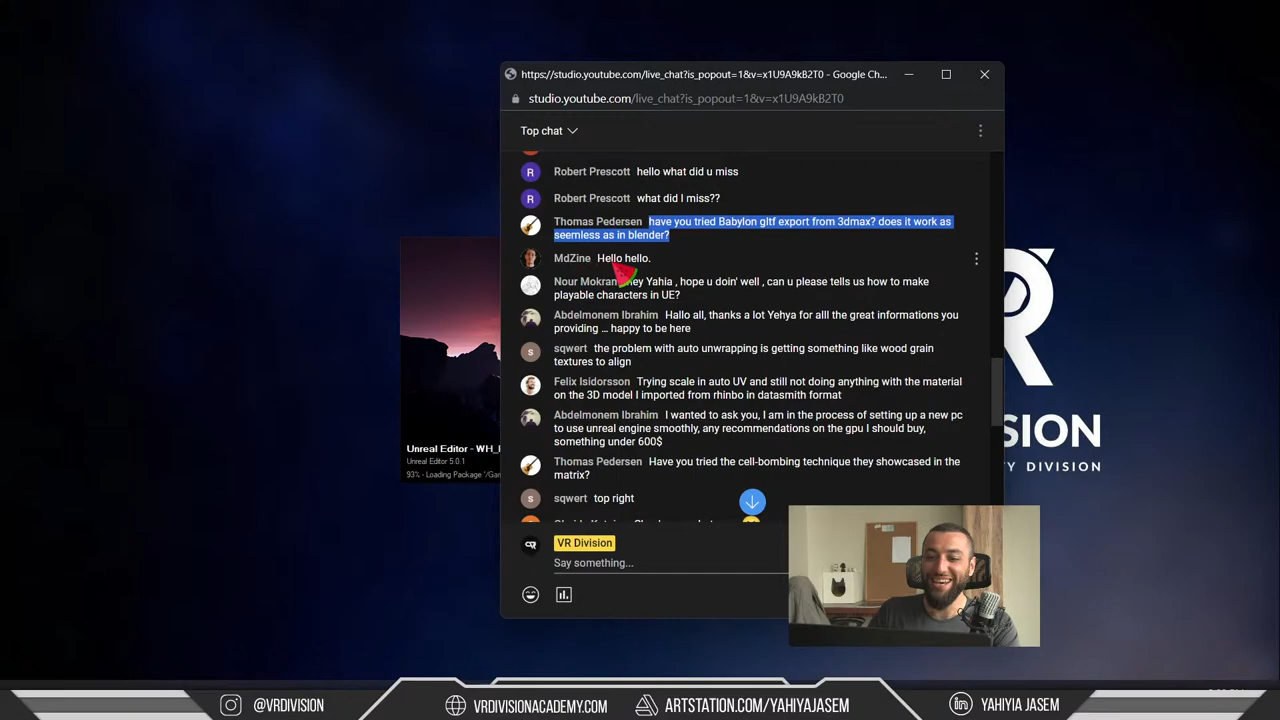 https://studio.youtube.com/live_chat?is_popout=1&v=x1U9A9kB2T0 - Google Ch...
studio.youtube.com/live_chat?is_popout=1&v=x1U9A9kB2T0
Top chat
R Robert Prescott hello what did u miss
R Robert Prescott what did I miss??
Thomas Pedersen have you tried Babylon gltf export from 3dmax? does it work as
seemless as in blender?
MdZine Hello hello.
Nour Mokrani hey Yahia , hope u doin' well , can u please tells us how to make
playable characters in UE?
Abdelmonem Ibrahim Hallo all, thanks a lot Yehya for alll the great informations you
providing ... happy to be here
s sqwert the problem with auto unwrapping is getting something like wood grain
textures to align
Felix Isidorsson Trying scale in auto UV and still not doing anything with the material
on the 3D model I imported from rhinbo in datasmith format
Abdelmonem Ibrahim I wanted to ask you, I am in the process of setting up a new pc
to use unreal engine smoothly, any recommendations on the gpu I should buy,
something under 600$
Thomas Pedersen Have you tried the cell-bombing technique they showcased in the
matrix?
s sqwert top right
VR Division
Say something...
Unreal Editor - WH_
Unreal Editor 5.0.1
93% - Loading Package '/Gam
SION
Y DIVISION
@VRDIVISION
VRDIVISIONACADEMY.COM
ARTSTATION.COM/YAHIYAJASEM
YAHIYIA JASEM